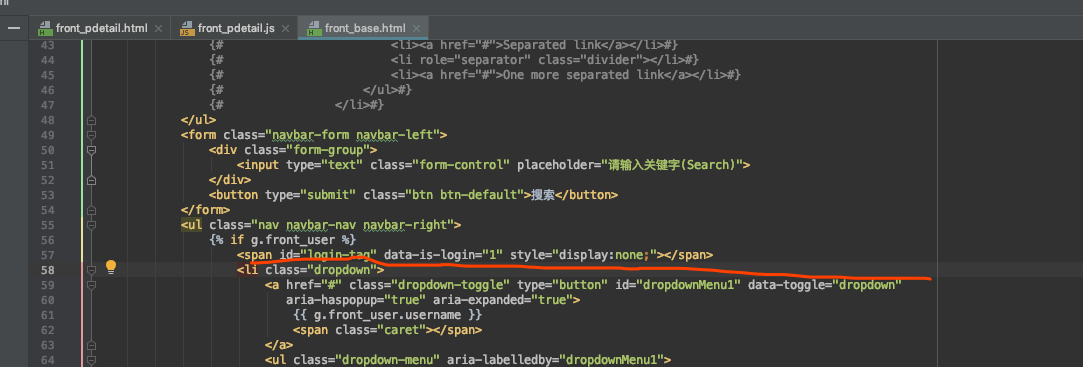 ml
front_pdetail.html
front_pdetail.js
front_base.html
43 {# <li><a href="#">Separated link</a></li>#}
44 {# <li role="separator" class="divider"></li>#}
45 {# <li><a href="#">One more separated link</a></li>#}
46 {# </ul>#}
47 {# </li>#}
48 </ul>
49 <form class="navbar-form navbar-left">
50 <div class="form-group">
51 <input type="text" class="form-control" placeholder="请输入关键字(Search)">
52 </div>
53 <button type="submit" class="btn btn-default">搜索</button>
54 </form>
55 <ul class="nav navbar-nav navbar-right">
56 {% if g.front_user %}
57 <span id="login-tag" data-is-login="1" style="display:none;"></span>
58 <li class="dropdown">
59 <a href="#" class="dropdown-toggle" type="button" id="dropdownMenu1" data-toggle="dropdown"
60 aria-haspopup="true" aria-expanded="true">
61 {{ g.front_user.username }}
62 <span class="caret"></span>
63 </a>
64 <ul class="dropdown-menu" aria-labelledby="dropdownMenu1">